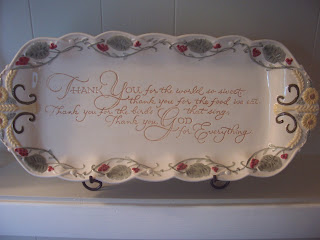 Thank You for the world so sweet,
thank you for the food we eat.
Thank you for the birds that sing:
Thank you God
for Everything